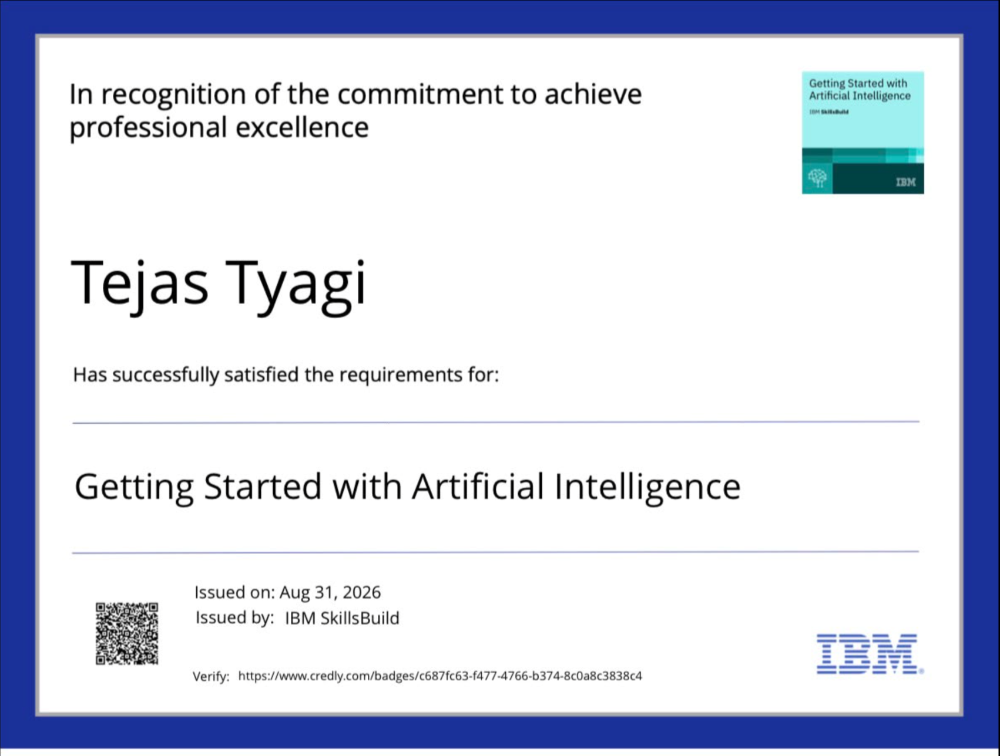 In recognition of the commitment to achieve
professional excellence
Getting Started with
Artificial Intelligence
IBM SkillsBuild
IBM
Tejas Tyagi
Has successfully satisfied the requirements for:
Getting Started with Artificial Intelligence
Issued on: Aug 31, 2026
Issued by: IBM SkillsBuild
Verify: https://www.credly.com/badges/c687fc63-f477-4766-b374-8c0a8c3838c4
IBM®